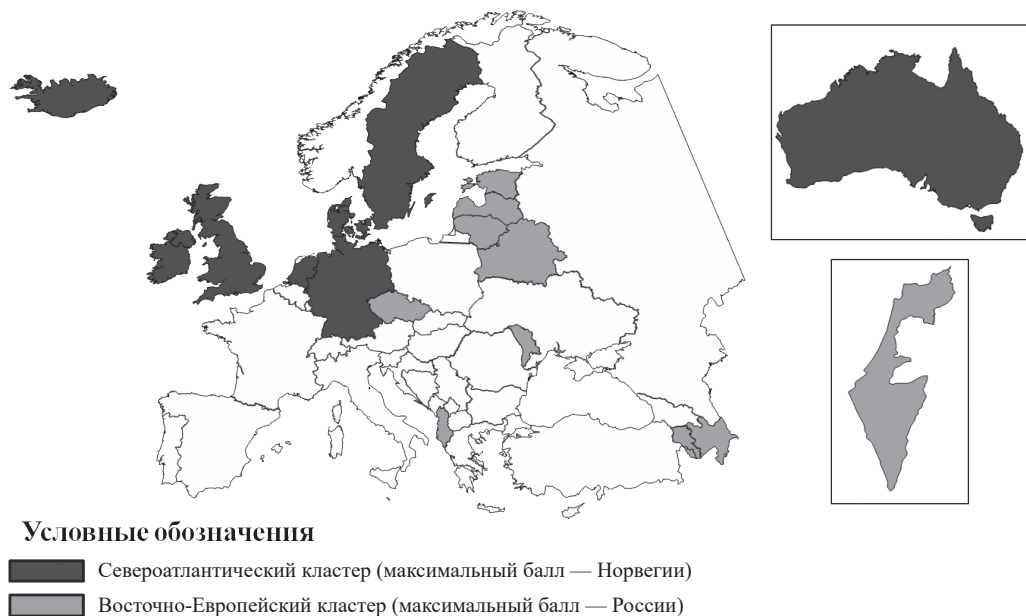 Условные обозначения
Североатлантический кластер (максимальный балл — Норвегии)
Восточно-Европейский кластер (максимальный балл — России)